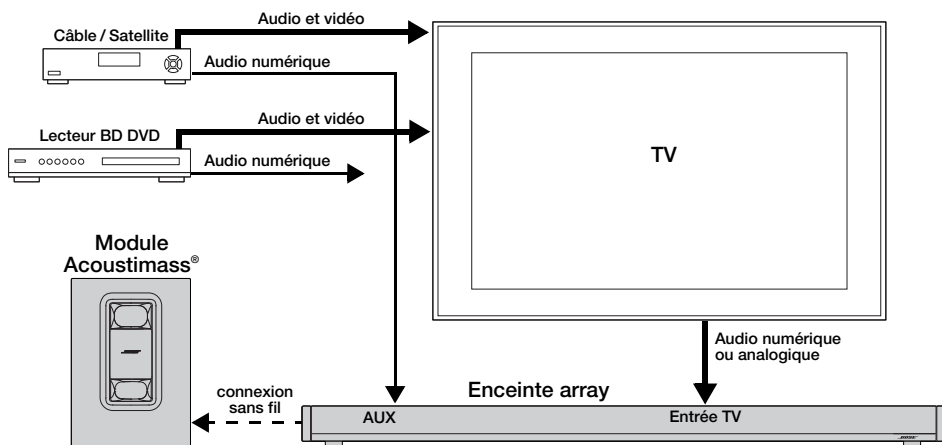 Audio et vidéo
Câble / Satellite
Audio numérique
Audio et vidéo
Lecteur BD DVD
Audio numérique
TV
Module
Acoustimass®
Audio numérique
ou analogique
connexion
sans fil
Enceinte array
AUX
Entrée TV